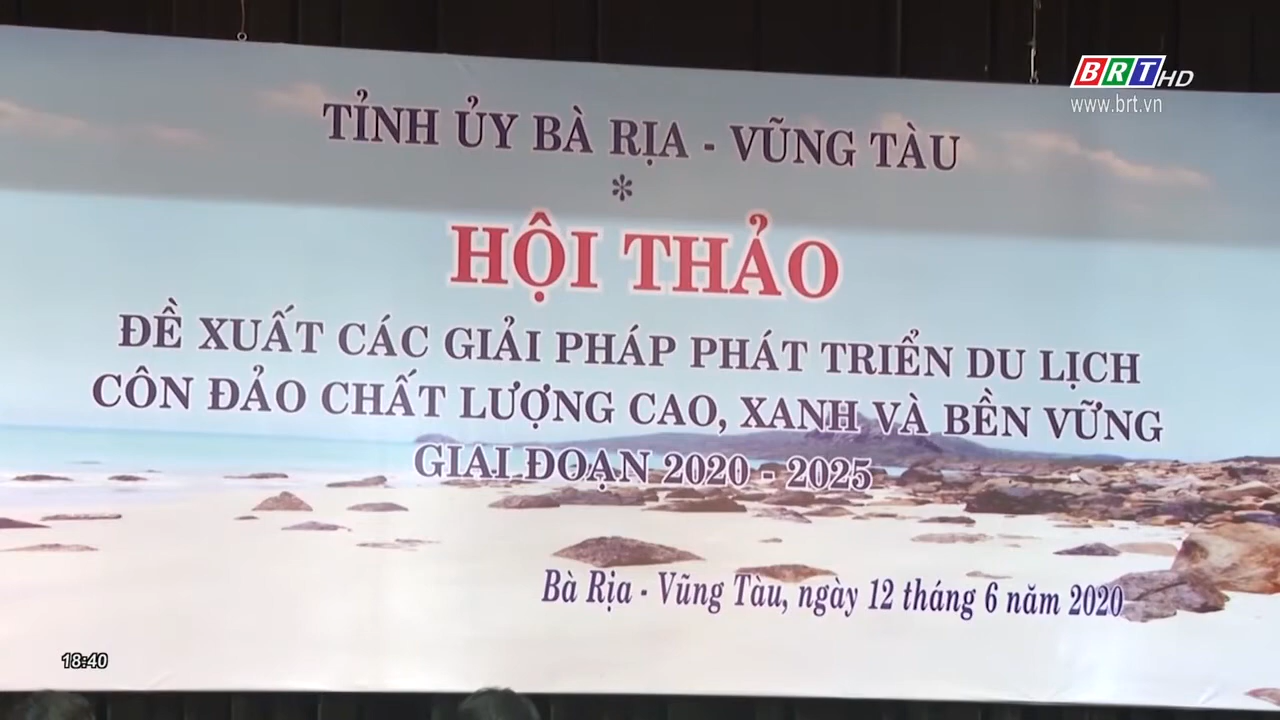 BRT HD
www.brt.vn
TỈNH ỦY BÀ RỊA - VŨNG TÀU
*
HỘI THẢO
ĐỀ XUẤT CÁC GIẢI PHÁP PHÁT TRIỂN DU LỊCH
CÔN ĐẢO CHẤT LƯỢNG CAO, XANH VÀ BỀN VỮNG
GIAI ĐOẠN 2020 - 2025
Bà Rịa - Vũng Tàu, ngày 12 tháng 6 năm 2020
18:40